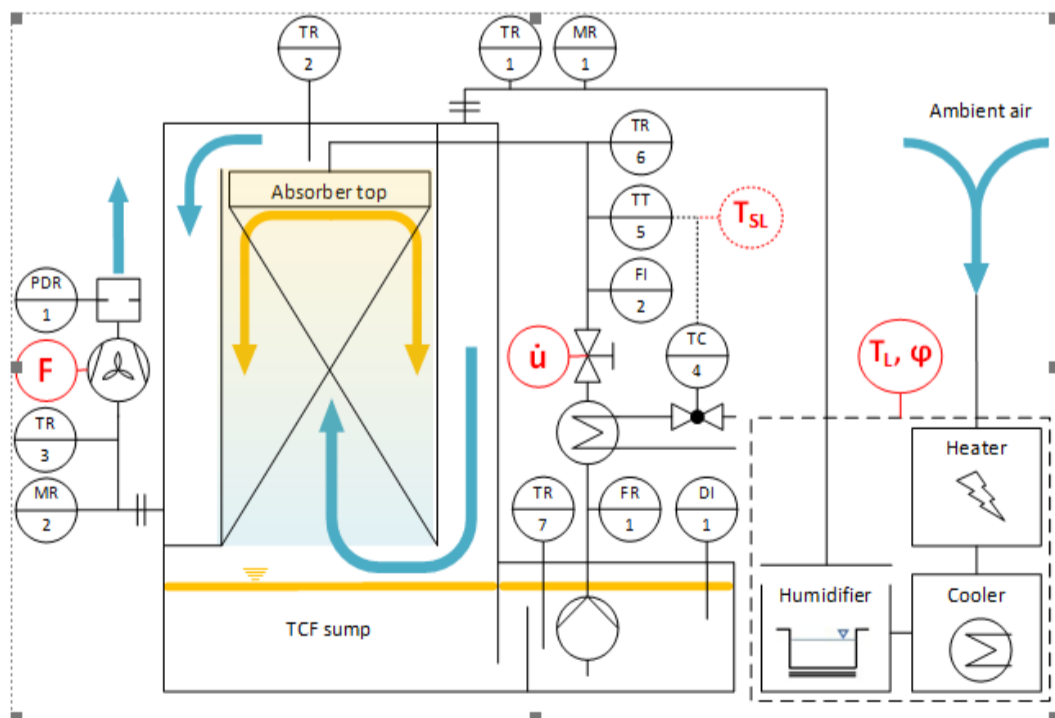 TR
2
TR
1
MR
1
Ambient air
TR
6
Absorber top
TT
5
T_SL
FI
2
PDR
1
F
u̇
TC
4
T_L, φ
TR
3
Heater
MR
2
TR
7
FR
1
DI
1
Humidifier
Cooler
TCF sump